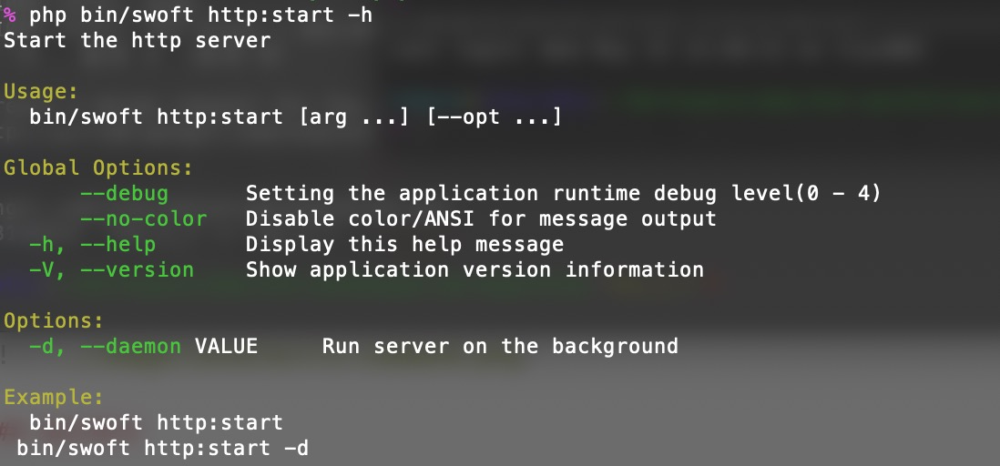 % php bin/swoft http:start -h
Start the http server
Usage:
bin/swoft http:start [arg ...] [--opt ...]
Global Options:
--debug Setting the application runtime debug level(0 - 4)
--no-color Disable color/ANSI for message output
-h, --help Display this help message
-V, --version Show application version information
Options:
-d, --daemon VALUE Run server on the background
Example:
bin/swoft http:start
bin/swoft http:start -d